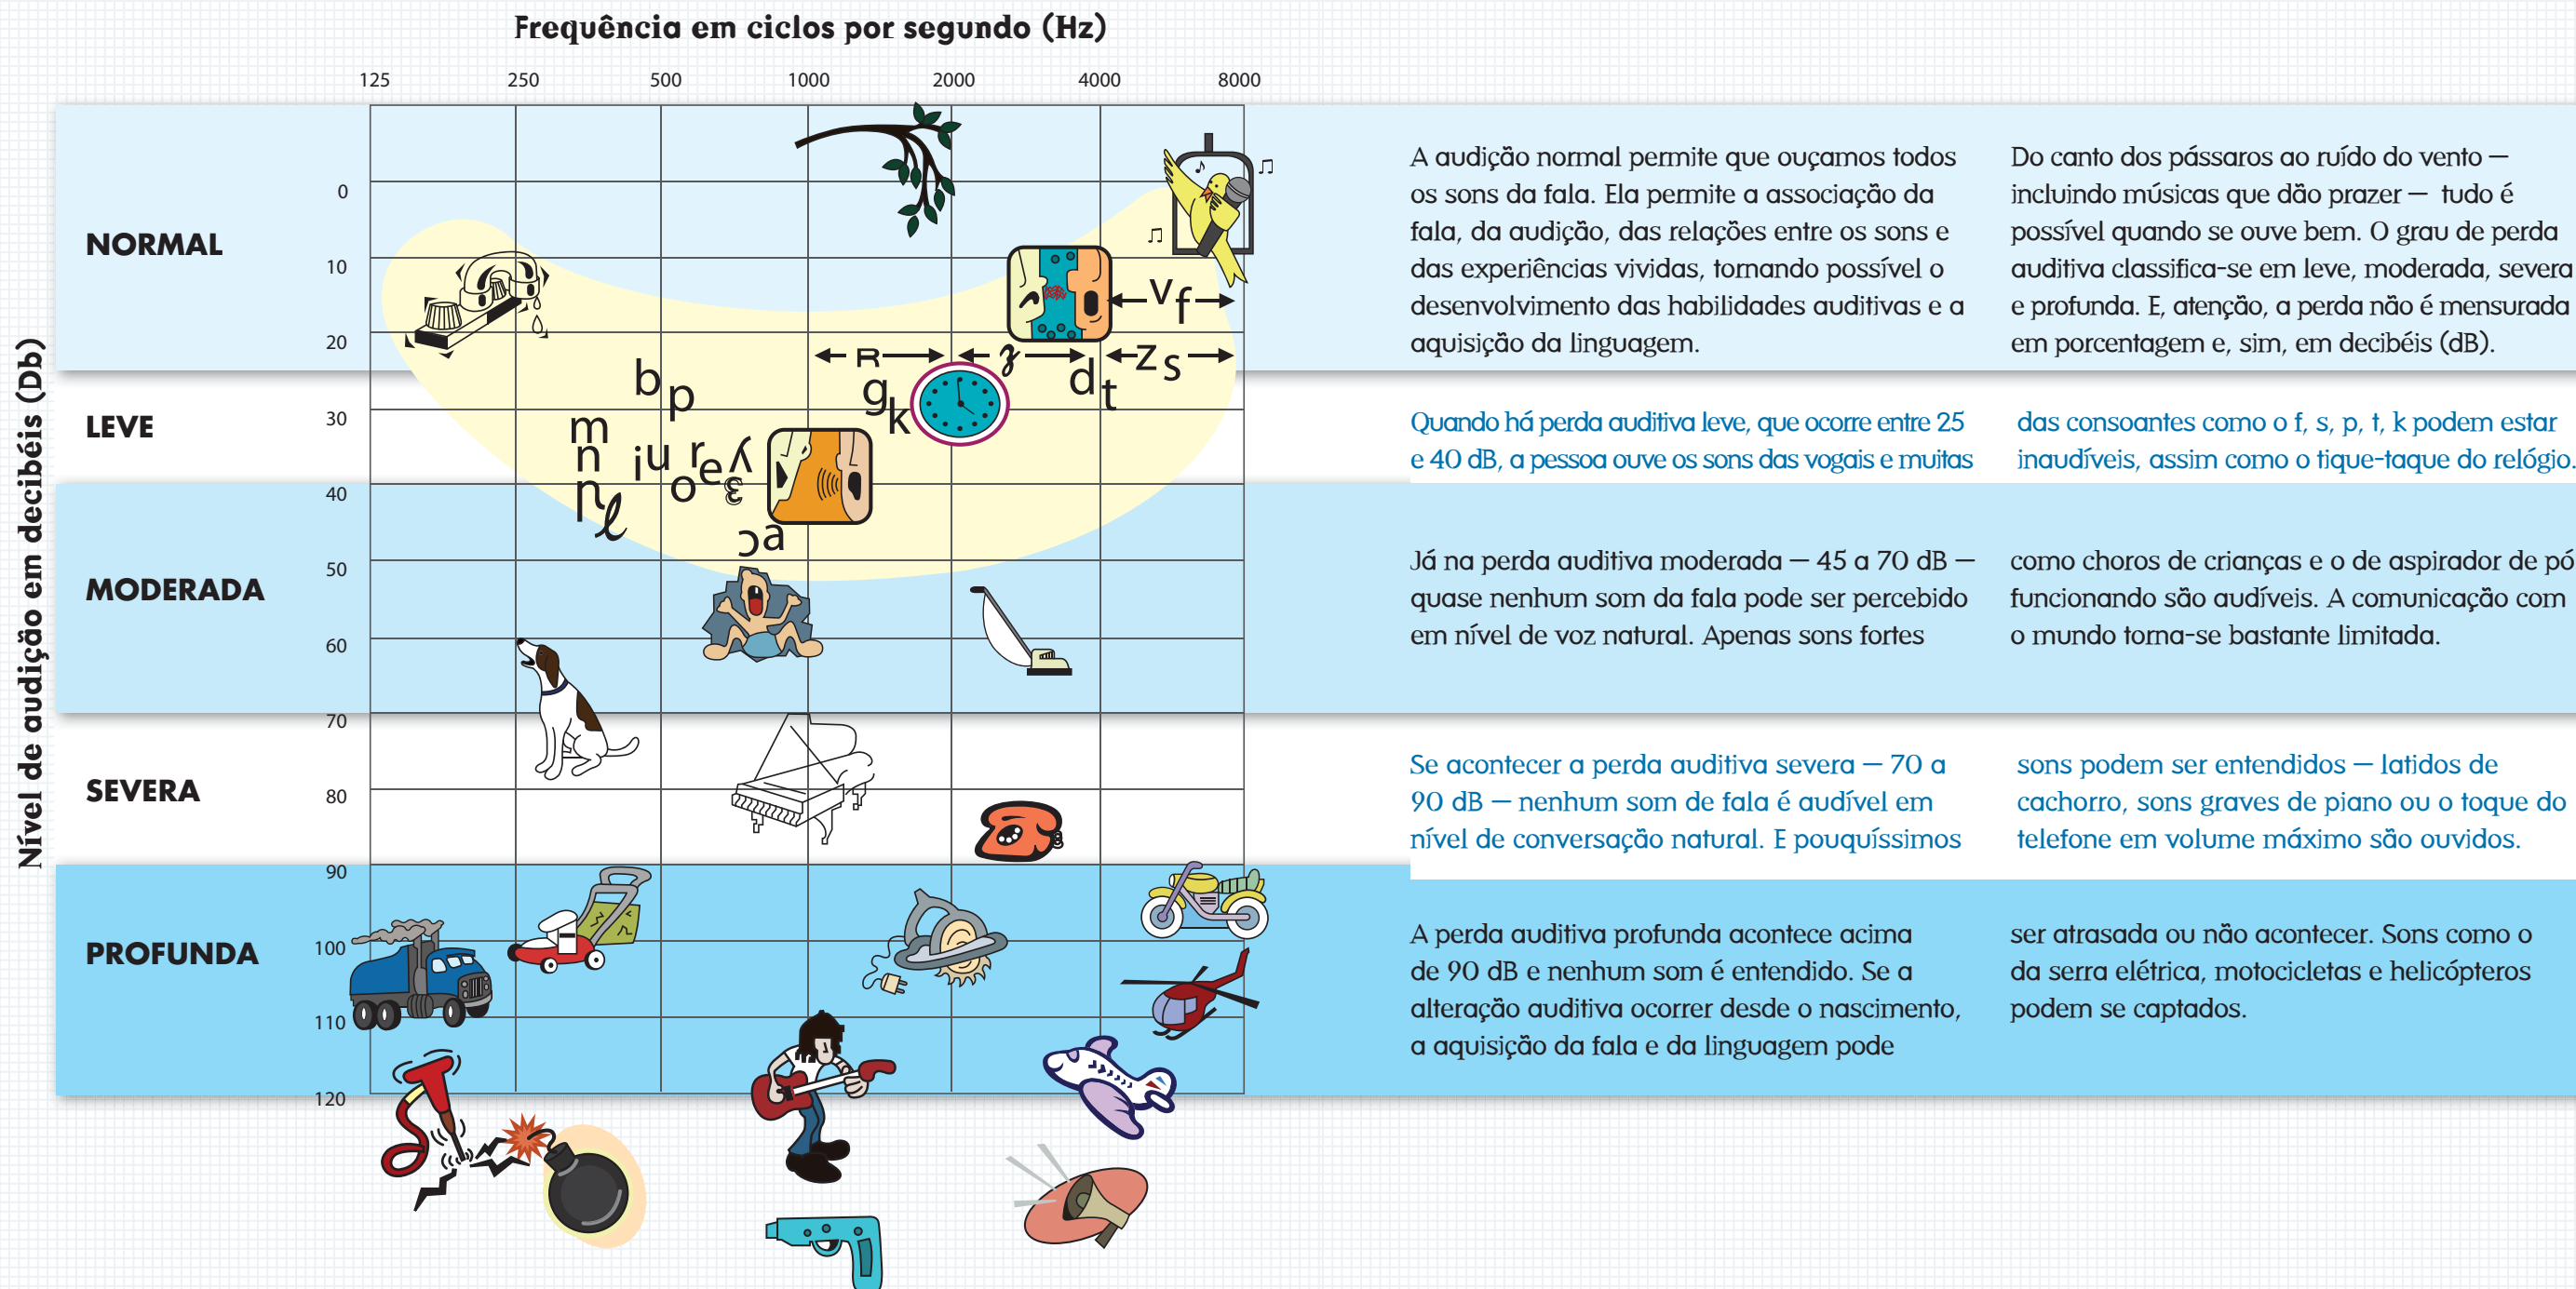 Frequência em ciclos por segundo (Hz)
125 250 500 1000 2000 4000 8000
Nível de audição em decibéis (Db)
0
NORMAL
10
20
LEVE
30
40
50
MODERADA
60
70
SEVERA
80
90
PROFUNDA
100
110
120
v f
R ʒ z s
b p g k d t
m
n i u r e ʎ
o ɛ
ɲ ℓ
ɔ a
A audição normal permite que ouçamos todos
os sons da fala. Ela permite a associação da
fala, da audição, das relações entre os sons e
das experiências vividas, tornando possível o
desenvolvimento das habilidades auditivas e a
aquisição da linguagem.
Do canto dos pássaros ao ruído do vento —
incluindo músicas que dão prazer — tudo é
possível quando se ouve bem. O grau de perda
auditiva classifica-se em leve, moderada, severa
e profunda. E, atenção, a perda não é mensurada
em porcentagem e, sim, em decibéis (dB).
Quando há perda auditiva leve, que ocorre entre 25
e 40 dB, a pessoa ouve os sons das vogais e muitas
das consoantes como o f, s, p, t, k podem estar
inaudíveis, assim como o tique-taque do relógio.
Já na perda auditiva moderada — 45 a 70 dB —
quase nenhum som da fala pode ser percebido
em nível de voz natural. Apenas sons fortes
como choros de crianças e o de aspirador de pó
funcionando são audíveis. A comunicação com
o mundo torna-se bastante limitada.
Se acontecer a perda auditiva severa — 70 a
90 dB — nenhum som de fala é audível em
nível de conversação natural. E pouquíssimos
sons podem ser entendidos — latidos de
cachorro, sons graves de piano ou o toque do
telefone em volume máximo são ouvidos.
A perda auditiva profunda acontece acima
de 90 dB e nenhum som é entendido. Se a
alteração auditiva ocorrer desde o nascimento,
a aquisição da fala e da linguagem pode
ser atrasada ou não acontecer. Sons como o
da serra elétrica, motocicletas e helicópteros
podem se captados.